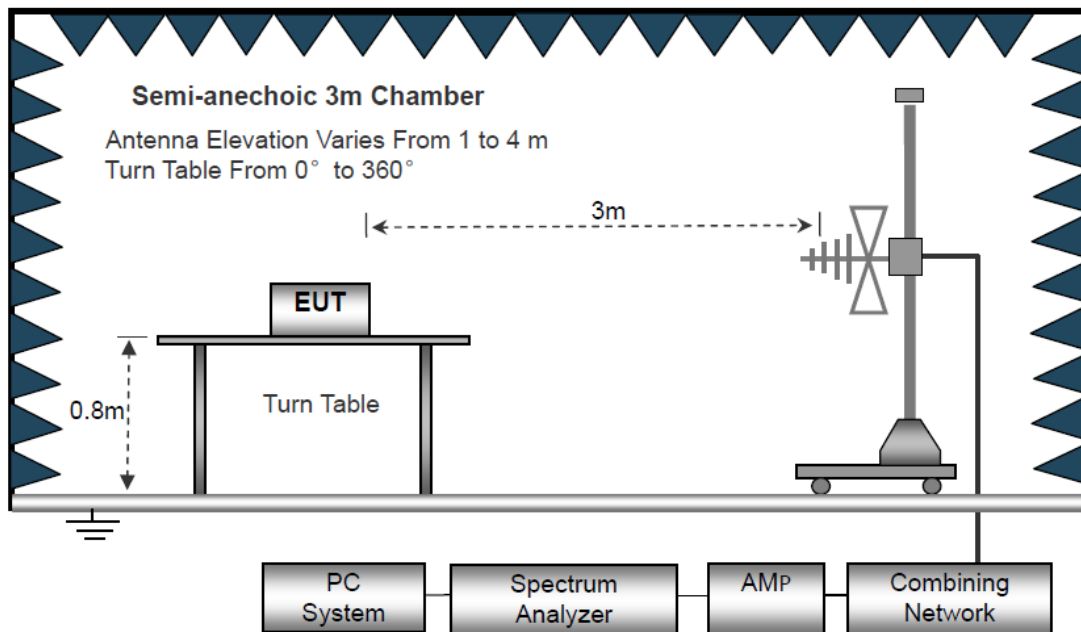 Semi-anechoic 3m Chamber
Antenna Elevation Varies From 1 to 4 m
Turn Table From 0° to 360°
3m
EUT
0.8m
Turn Table
PC
System
Spectrum
Analyzer
AMP
Combining
Network